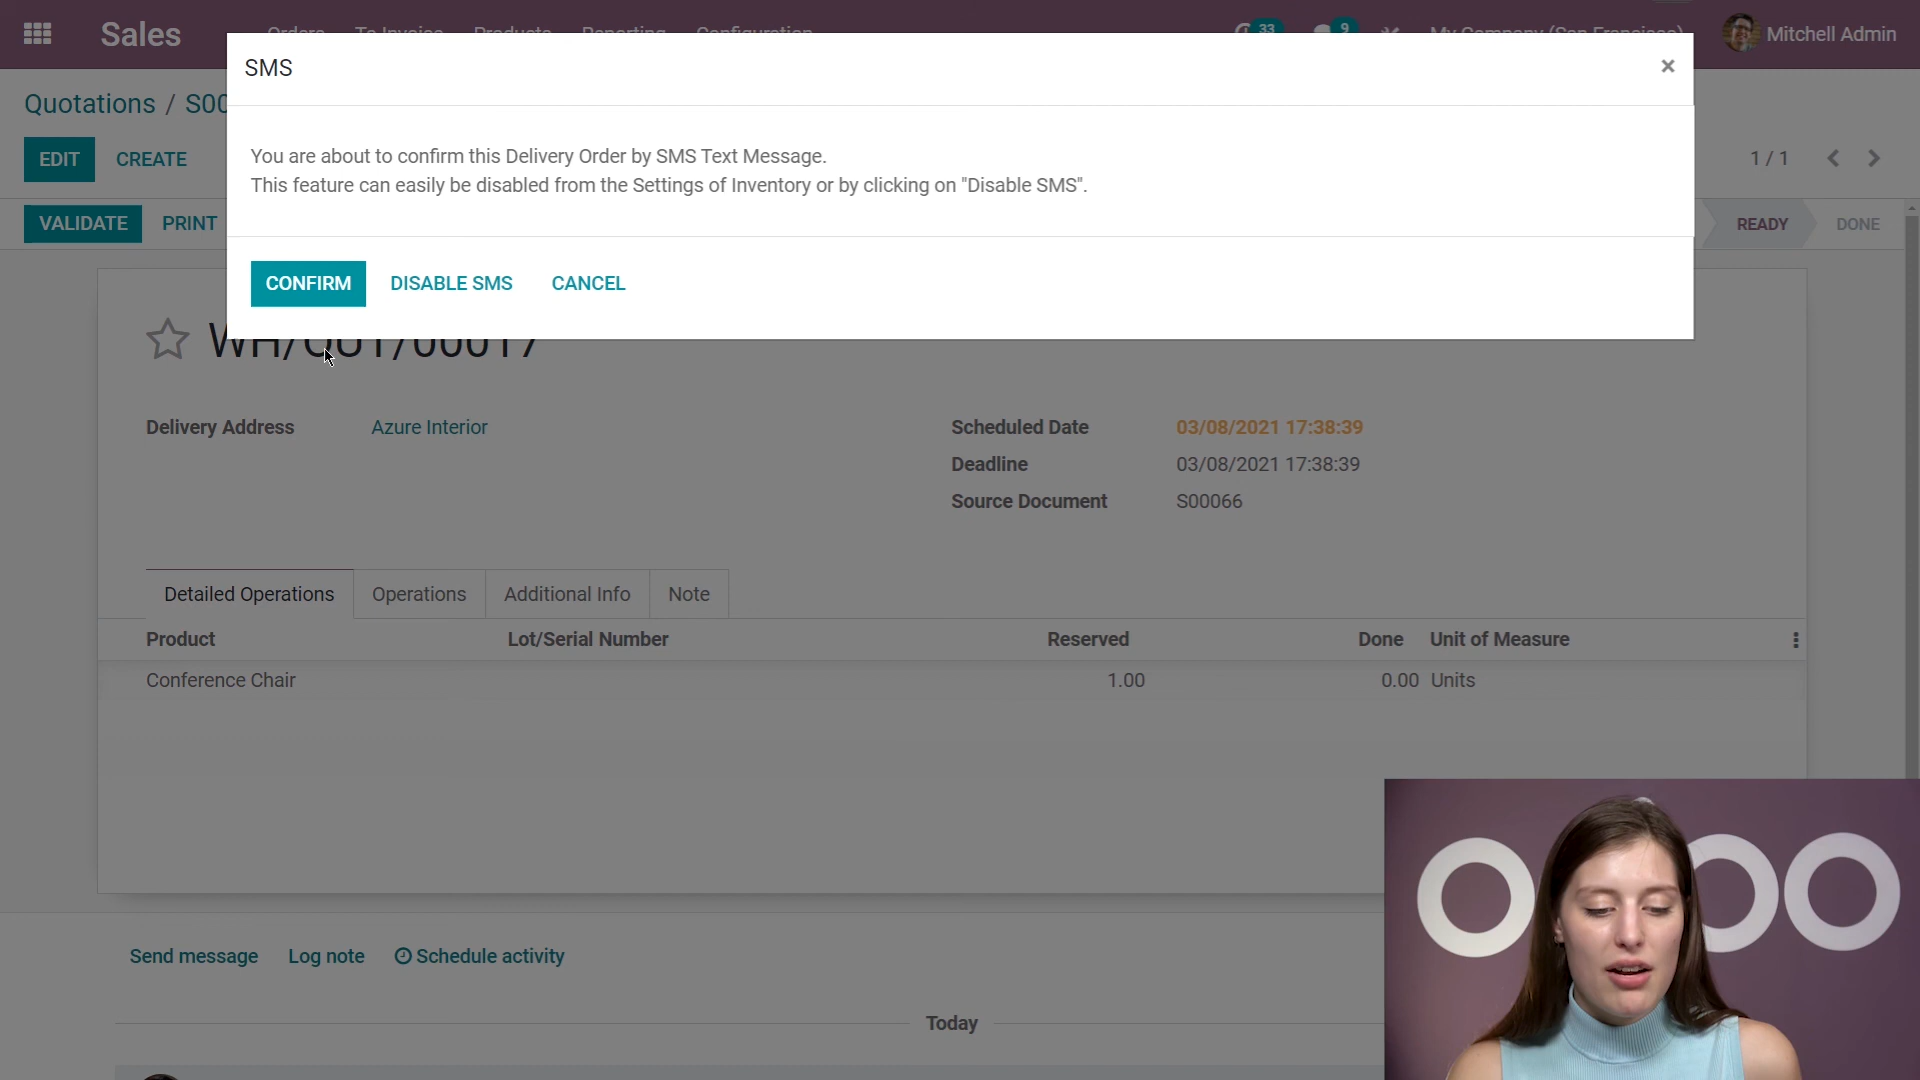 Sales
Orders To Invoice Products Reporting Configuration
33
9
My Company (San Francisco)
Mitchell Admin
SMS
×
Quotations / S00
You are about to confirm this Delivery Order by SMS Text Message.
This feature can easily be disabled from the Settings of Inventory or by clicking on "Disable SMS".
EDIT CREATE
1 / 1
VALIDATE PRINT
READY DONE
CONFIRM DISABLE SMS CANCEL
WH/OUT/00017
Delivery Address Azure Interior
Scheduled Date 03/08/2021 17:38:39
Deadline 03/08/2021 17:38:39
Source Document S00066
Detailed Operations Operations Additional Info Note
Product Lot/Serial Number Reserved Done Unit of Measure
Conference Chair 1.00 0.00 Units
Send message Log note Schedule activity
Today